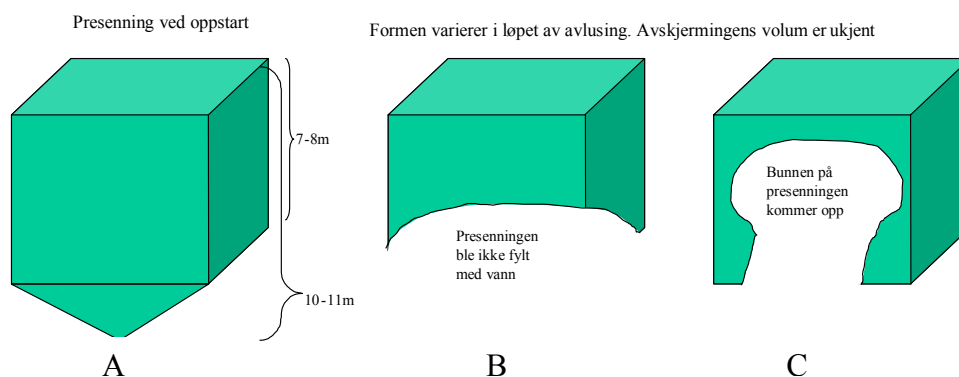 Presenning ved oppstart
Formen varierer i løpet av avlusing. Avskjermingens volum er ukjent
7-8m
10-11m
Presenningen
ble ikke fylt
med vann
Bunnen på
presenningen
kommer opp
A
B
C